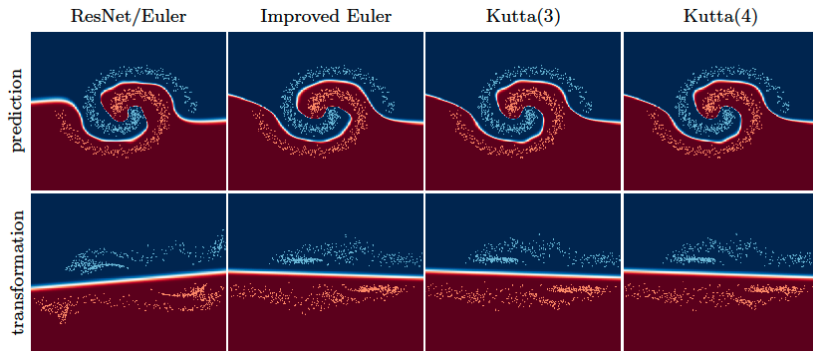 ResNet/Euler Improved Euler Kutta(3) Kutta(4)
prediction
transformation